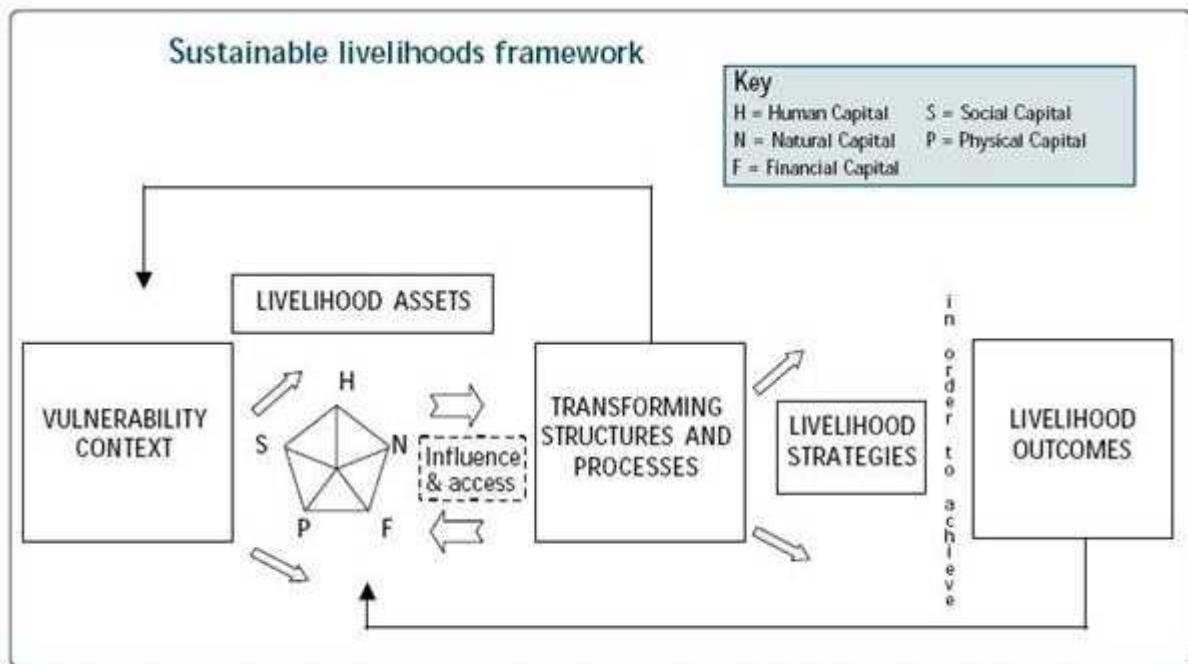 Sustainable livelihoods framework
Key
H = Human Capital S = Social Capital
N = Natural Capital P = Physical Capital
F = Financial Capital
LIVELIHOOD ASSETS
VULNERABILITY
CONTEXT
H
S
N
P
F
Influence
& access
TRANSFORMING
STRUCTURES AND
PROCESSES
LIVELIHOOD
STRATEGIES
in order to achieve
LIVELIHOOD
OUTCOMES